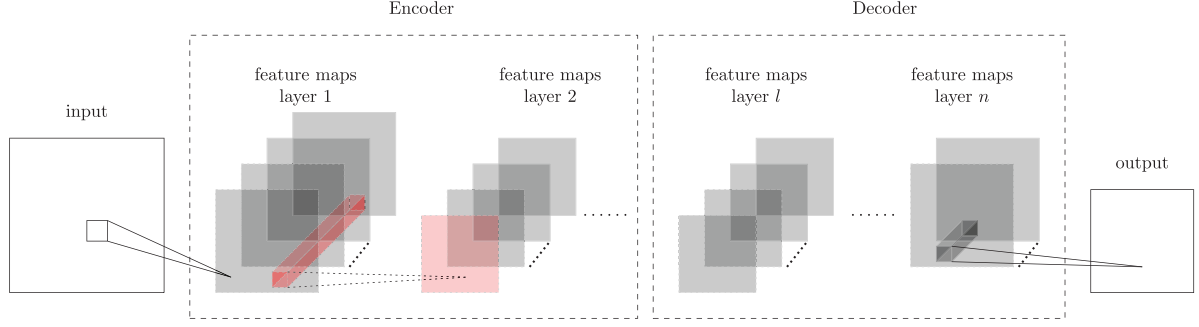 Encoder
Decoder
feature maps
layer 1
feature maps
layer 2
feature maps
layer l
feature maps
layer n
input
output